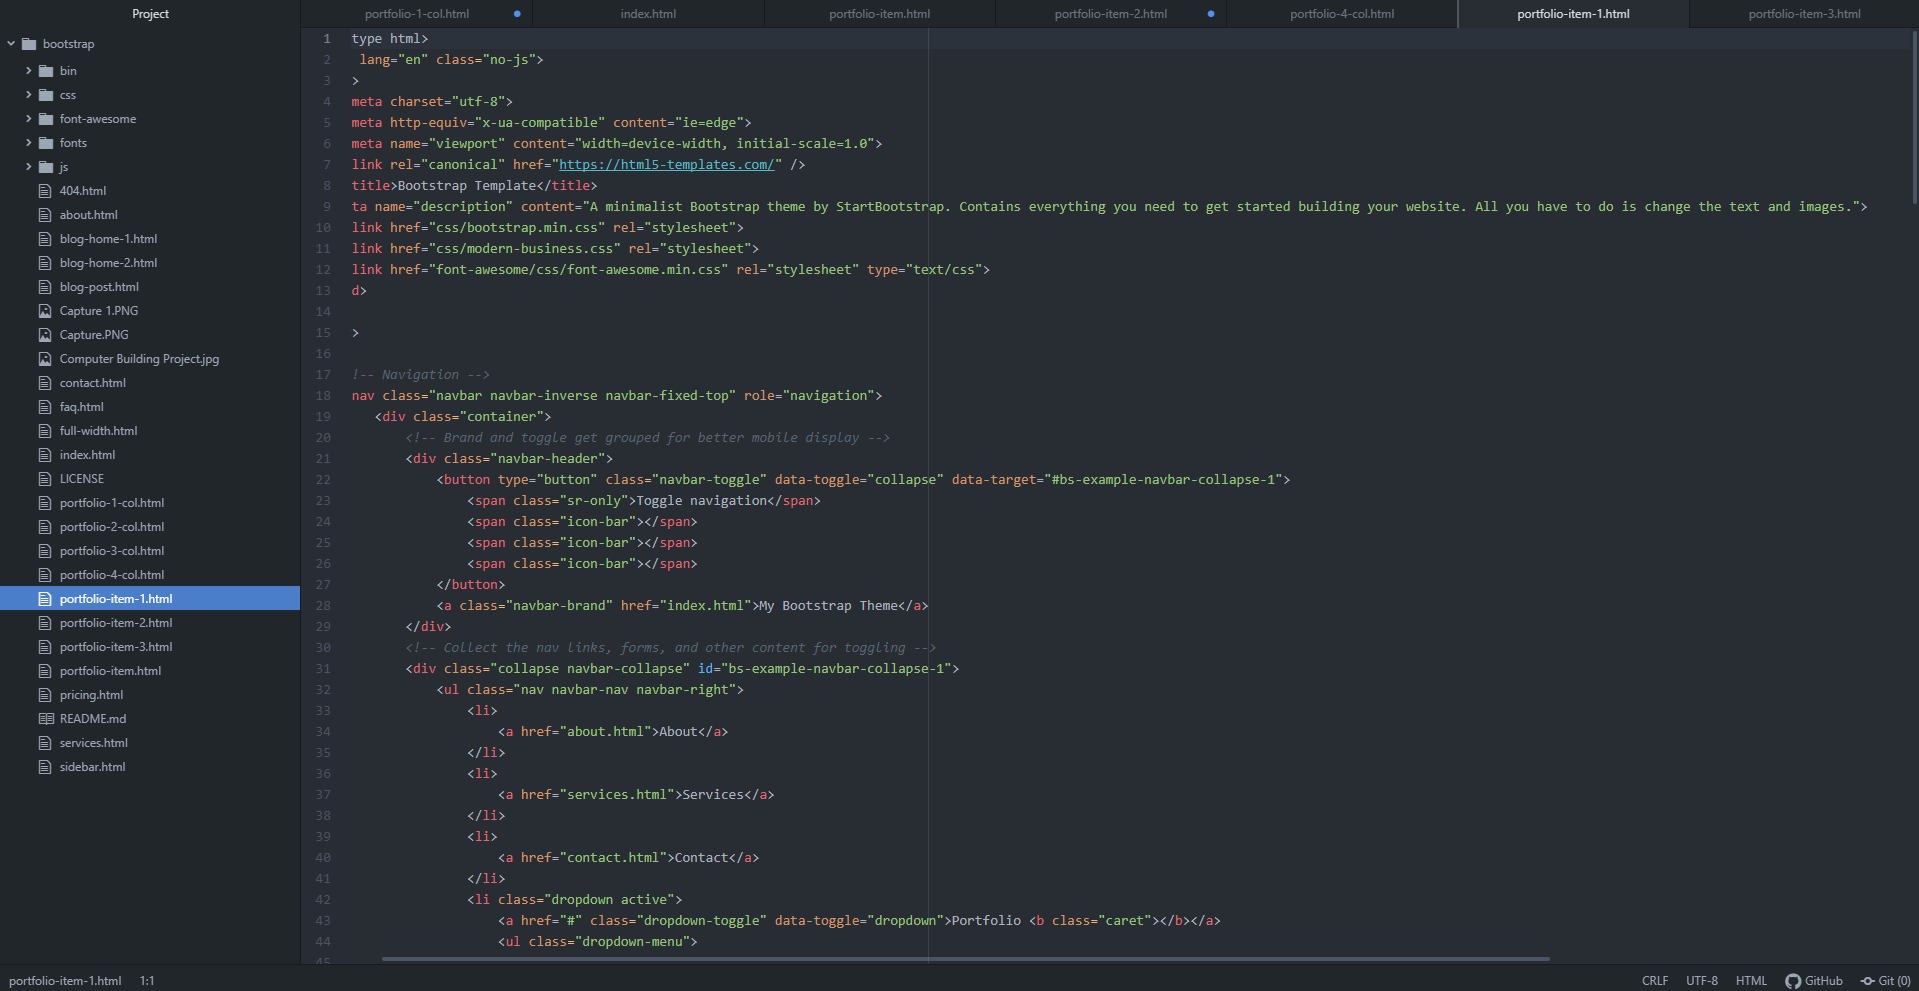 Project
bootstrap
bin
css
font-awesome
fonts
js
404.html
about.html
blog-home-1.html
blog-home-2.html
blog-post.html
Capture 1.PNG
Capture.PNG
Computer Building Project.jpg
contact.html
faq.html
full-width.html
index.html
LICENSE
portfolio-1-col.html
portfolio-2-col.html
portfolio-3-col.html
portfolio-4-col.html
portfolio-item-1.html
portfolio-item-2.html
portfolio-item-3.html
portfolio-item.html
pricing.html
README.md
services.html
sidebar.html
portfolio-1-col.html index.html portfolio-item.html portfolio-item-2.html portfolio-4-col.html portfolio-item-1.html portfolio-item-3.html
1 type html>
2 lang="en" class="no-js">
3 >
4 meta charset="utf-8">
5 meta http-equiv="x-ua-compatible" content="ie=edge">
6 meta name="viewport" content="width=device-width, initial-scale=1.0">
7 link rel="canonical" href="https://html5-templates.com/" />
8 title>Bootstrap Template</title>
9 ta name="description" content="A minimalist Bootstrap theme by StartBootstrap. Contains everything you need to get started building your website. All you have to do is change the text and images.">
10 link href="css/bootstrap.min.css" rel="stylesheet">
11 link href="css/modern-business.css" rel="stylesheet">
12 link href="font-awesome/css/font-awesome.min.css" rel="stylesheet" type="text/css">
13 d>
14
15 >
16
17 !-- Navigation -->
18 nav class="navbar navbar-inverse navbar-fixed-top" role="navigation">
19 <div class="container">
20 <!-- Brand and toggle get grouped for better mobile display -->
21 <div class="navbar-header">
22 <button type="button" class="navbar-toggle" data-toggle="collapse" data-target="#bs-example-navbar-collapse-1">
23 <span class="sr-only">Toggle navigation</span>
24 <span class="icon-bar"></span>
25 <span class="icon-bar"></span>
26 <span class="icon-bar"></span>
27 </button>
28 <a class="navbar-brand" href="index.html">My Bootstrap Theme</a>
29 </div>
30 <!-- Collect the nav links, forms, and other content for toggling -->
31 <div class="collapse navbar-collapse" id="bs-example-navbar-collapse-1">
32 <ul class="nav navbar-nav navbar-right">
33 <li>
34 <a href="about.html">About</a>
35 </li>
36 <li>
37 <a href="services.html">Services</a>
38 </li>
39 <li>
40 <a href="contact.html">Contact</a>
41 </li>
42 <li class="dropdown active">
43 <a href="#" class="dropdown-toggle" data-toggle="dropdown">Portfolio <b class="caret"></b></a>
44 <ul class="dropdown-menu">
45
portfolio-item-1.html 1:1 CRLF UTF-8 HTML GitHub Git (0)